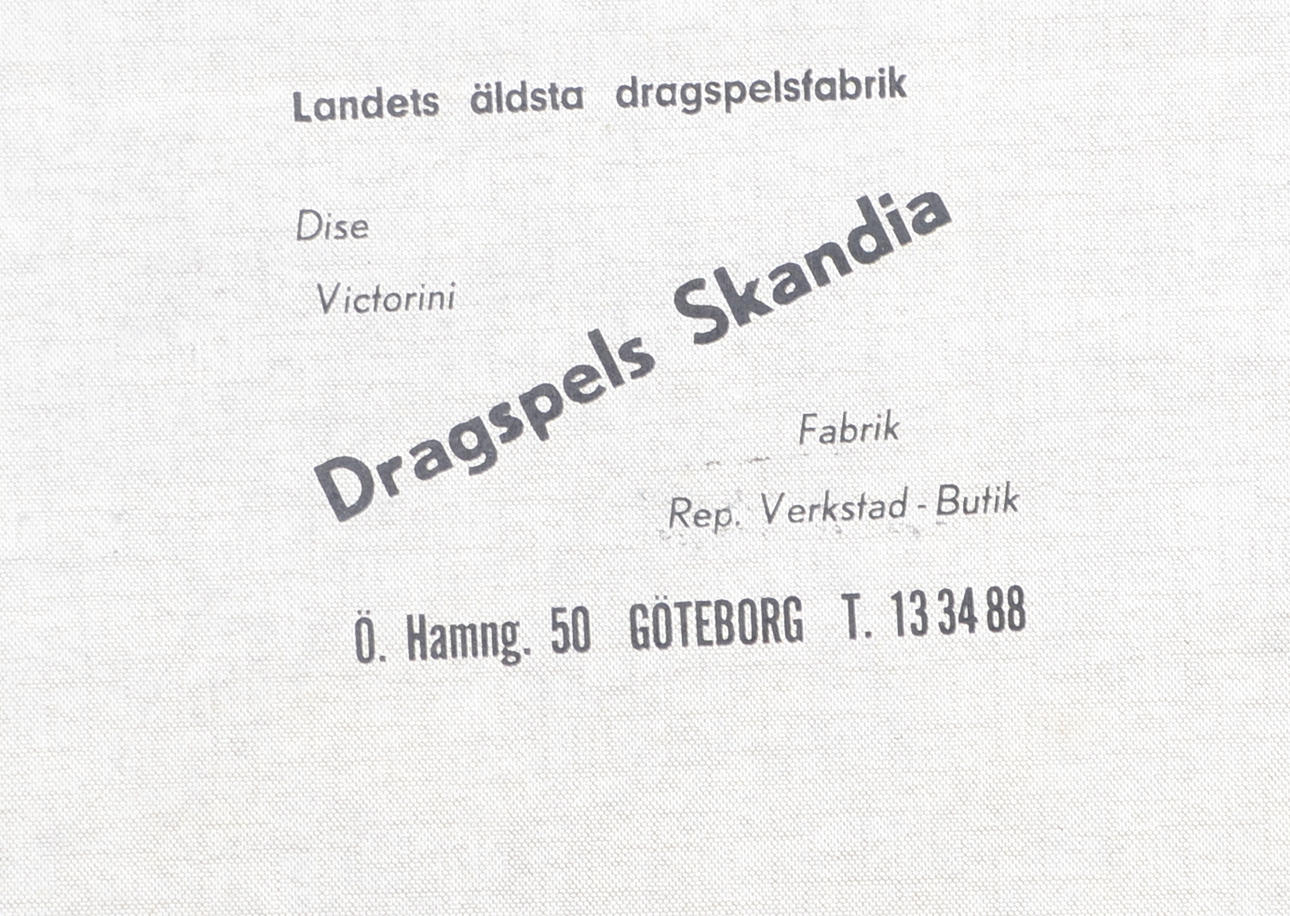 Landets äldsta dragspelsfabrik
Dise
Victorini
Dragspels Skandia
Fabrik
Rep. Verkstad - Butik
Ö. Hamng. 50 GÖTEBORG T. 13 34 88